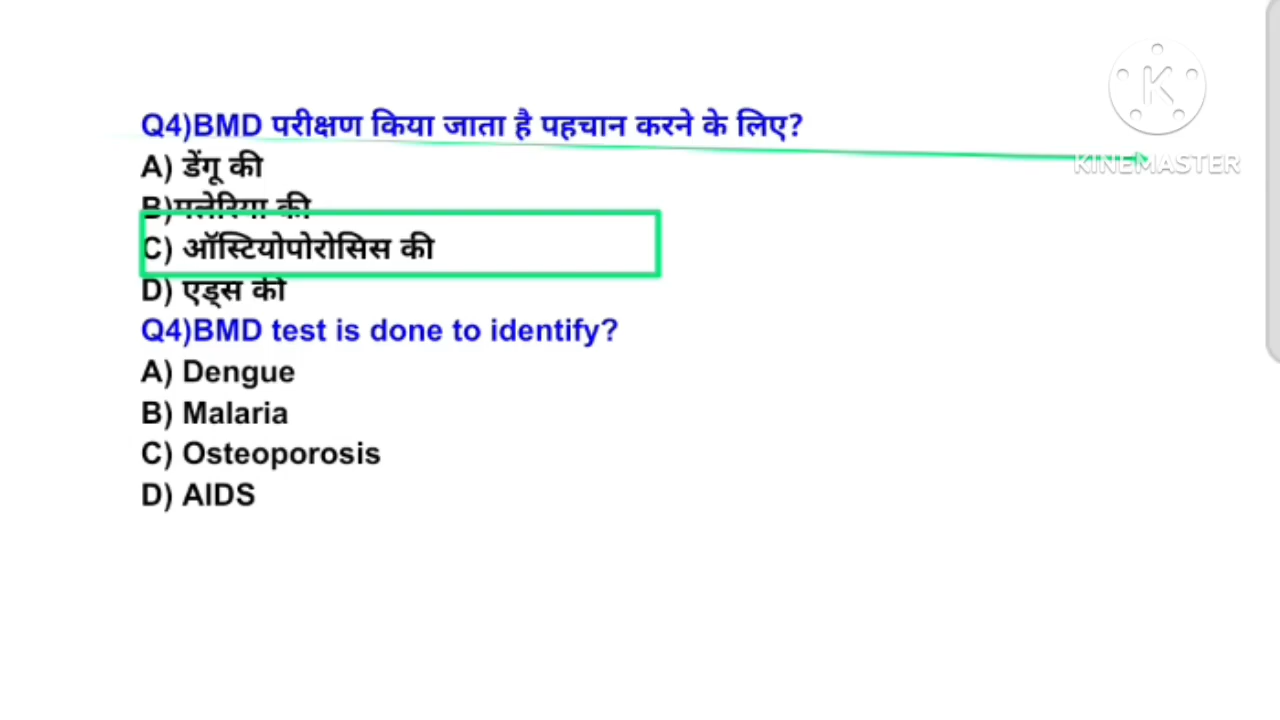 Q4)BMD परीक्षण किया जाता है पहचान करने के लिए?
A) डेंगू की
B)मलेरिया की
C) ऑस्टियोपोरोसिस की
D) एड्स की
Q4)BMD test is done to identify?
A) Dengue
B) Malaria
C) Osteoporosis
D) AIDS
K
KINEMASTER